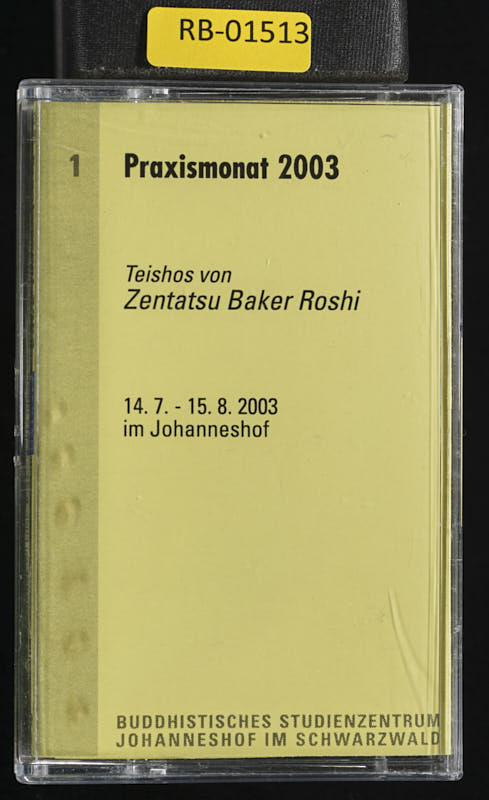 RB-01513
1 Praxismonat 2003
Teishos von
Zentatsu Baker Roshi
14. 7. - 15. 8. 2003
im Johanneshof
BUDDHISTISCHES STUDIENZENTRUM
JOHANNESHOF IM SCHWARZWALD